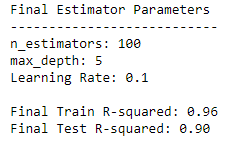 Final Estimator Parameters
---------------------------
n_estimators: 100
max_depth: 5
Learning Rate: 0.1
Final Train R-squared: 0.96
Final Test R-squared: 0.90